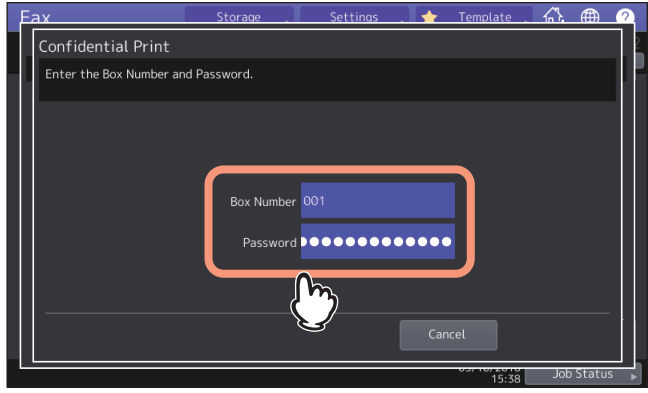 Fax
Storage
Settings
Template
?
Confidential Print
Enter the Box Number and Password.
Box Number 001
Password ●●●●●●●●●●●●●
Cancel
15:38
Job Status